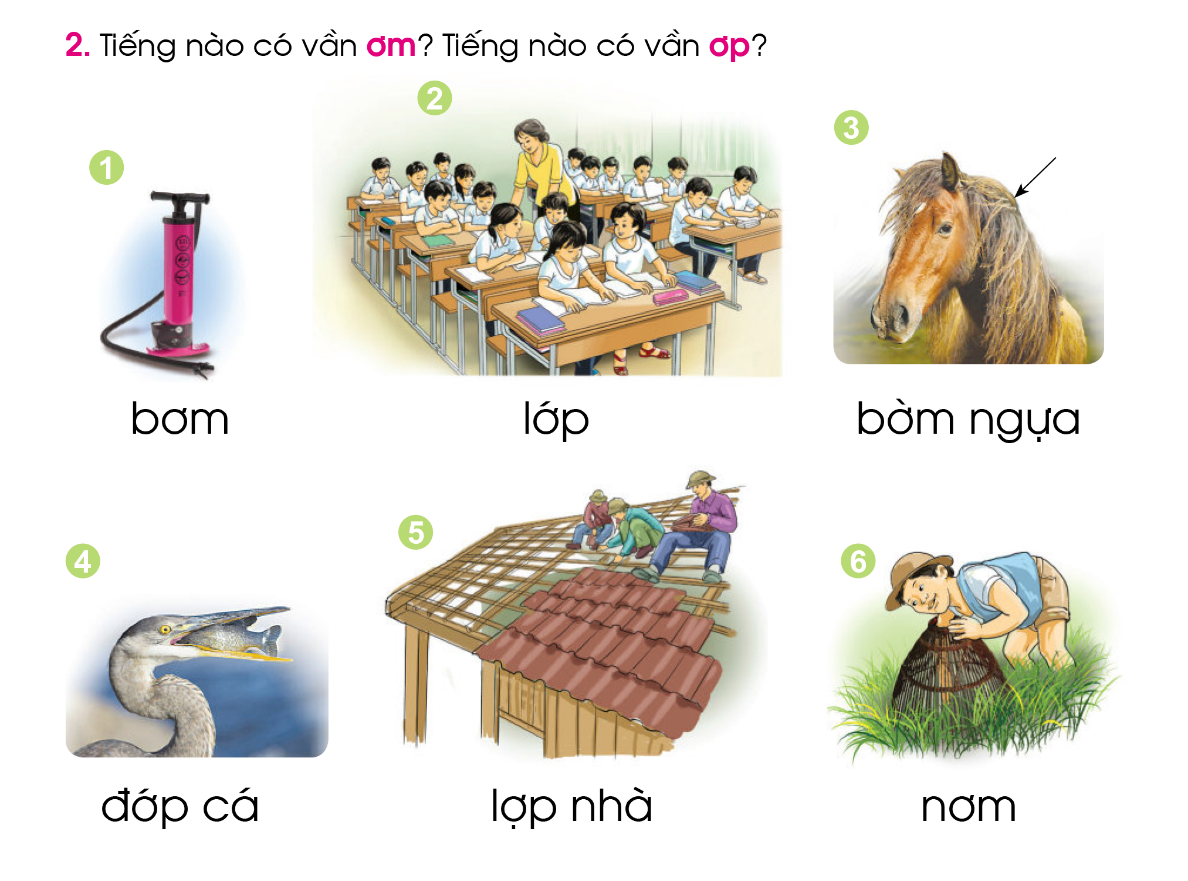 2. Tiếng nào có vần ơm? Tiếng nào có vần ơp?
1
2
3
bơm
lớp
bờm ngựa
4
5
6
đớp cá
lợp nhà
nơm